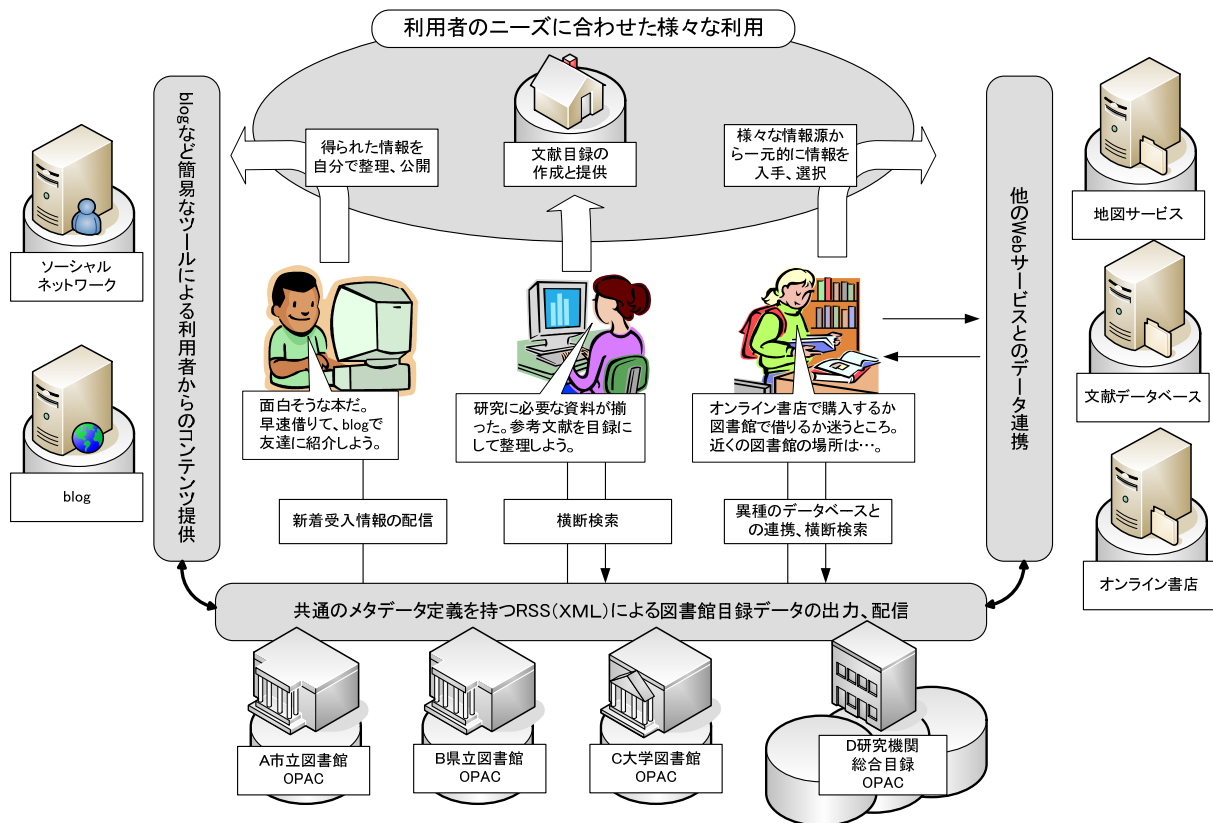 利用者のニーズに合わせた様々な利用
blogなど簡易なツールによる利用者からのコンテンツ提供
得られた情報を
自分で整理、公開
文献目録の
作成と提供
様々な情報源か
ら一元的に情報を
入手、選択
他のWebサービスとのデータ連携
ソーシャル
ネットワーク
blog
地図サービス
文献データベース
オンライン書店
面白そうな本だ。
早速借りて、blogで
友達に紹介しよう。
研究に必要な資料が揃
った。参考文献を目録に
して整理しよう。
オンライン書店で購入するか
図書館で借りるか迷うところ。
近くの図書館の場所は…。
新着受入情報の配信
横断検索
異種のデータベースと
の連携、横断検索
共通のメタデータ定義を持つRSS(XML)による図書館目録データの出力、配信
A市立図書館
OPAC
B県立図書館
OPAC
C大学図書館
OPAC
D研究機関
総合目録
OPAC